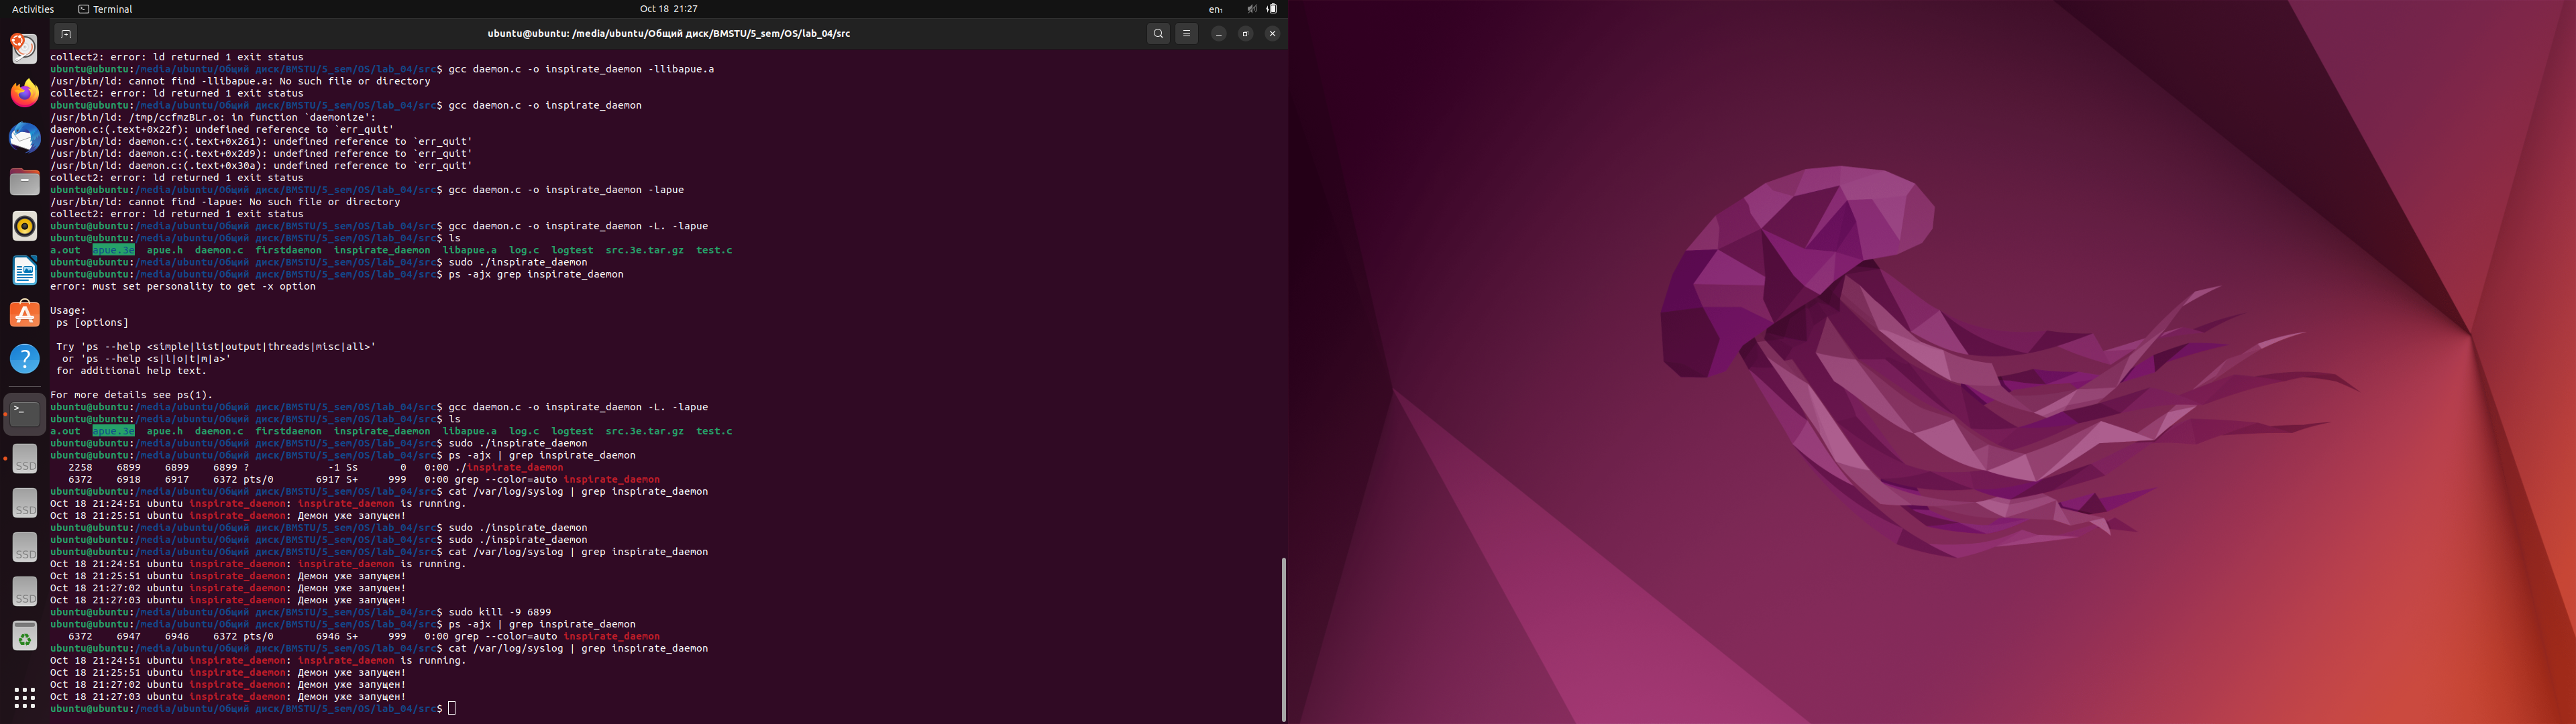 Activities
Terminal
Oct 18 21:27
en₁
ubuntu@ubuntu: /media/ubuntu/Общий диск/BMSTU/5_sem/OS/lab_04/src
collect2: error: ld returned 1 exit status
ubuntu@ubuntu:/media/ubuntu/Общий диск/BMSTU/5_sem/OS/lab_04/src$ gcc daemon.c -o inspirate_daemon -llibapue.a
/usr/bin/ld: cannot find -llibapue.a: No such file or directory
collect2: error: ld returned 1 exit status
ubuntu@ubuntu:/media/ubuntu/Общий диск/BMSTU/5_sem/OS/lab_04/src$ gcc daemon.c -o inspirate_daemon
/usr/bin/ld: /tmp/ccfmzBLr.o: in function `daemonize':
daemon.c:(.text+0x22f): undefined reference to `err_quit'
/usr/bin/ld: daemon.c:(.text+0x261): undefined reference to `err_quit'
/usr/bin/ld: daemon.c:(.text+0x2d9): undefined reference to `err_quit'
/usr/bin/ld: daemon.c:(.text+0x30a): undefined reference to `err_quit'
collect2: error: ld returned 1 exit status
ubuntu@ubuntu:/media/ubuntu/Общий диск/BMSTU/5_sem/OS/lab_04/src$ gcc daemon.c -o inspirate_daemon -lapue
/usr/bin/ld: cannot find -lapue: No such file or directory
collect2: error: ld returned 1 exit status
ubuntu@ubuntu:/media/ubuntu/Общий диск/BMSTU/5_sem/OS/lab_04/src$ gcc daemon.c -o inspirate_daemon -L. -lapue
ubuntu@ubuntu:/media/ubuntu/Общий диск/BMSTU/5_sem/OS/lab_04/src$ ls
a.out apue.3e apue.h daemon.c firstdaemon inspirate_daemon libapue.a log.c logtest src.3e.tar.gz test.c
ubuntu@ubuntu:/media/ubuntu/Общий диск/BMSTU/5_sem/OS/lab_04/src$ sudo ./inspirate_daemon
ubuntu@ubuntu:/media/ubuntu/Общий диск/BMSTU/5_sem/OS/lab_04/src$ ps -ajx grep inspirate_daemon
error: must set personality to get -x option
Usage:
ps [options]
Try 'ps --help <simple|list|output|threads|misc|all>'
or 'ps --help <s|l|o|t|m|a>'
for additional help text.
For more details see ps(1).
ubuntu@ubuntu:/media/ubuntu/Общий диск/BMSTU/5_sem/OS/lab_04/src$ gcc daemon.c -o inspirate_daemon -L. -lapue
ubuntu@ubuntu:/media/ubuntu/Общий диск/BMSTU/5_sem/OS/lab_04/src$ ls
a.out apue.3e apue.h daemon.c firstdaemon inspirate_daemon libapue.a log.c logtest src.3e.tar.gz test.c
ubuntu@ubuntu:/media/ubuntu/Общий диск/BMSTU/5_sem/OS/lab_04/src$ sudo ./inspirate_daemon
ubuntu@ubuntu:/media/ubuntu/Общий диск/BMSTU/5_sem/OS/lab_04/src$ ps -ajx | grep inspirate_daemon
2258 6899 6899 6899 ? -1 Ss 0 0:00 ./inspirate_daemon
6372 6918 6917 6372 pts/0 6917 S+ 999 0:00 grep --color=auto inspirate_daemon
ubuntu@ubuntu:/media/ubuntu/Общий диск/BMSTU/5_sem/OS/lab_04/src$ cat /var/log/syslog | grep inspirate_daemon
Oct 18 21:24:51 ubuntu inspirate_daemon: inspirate_daemon is running.
Oct 18 21:25:51 ubuntu inspirate_daemon: Демон уже запущен!
ubuntu@ubuntu:/media/ubuntu/Общий диск/BMSTU/5_sem/OS/lab_04/src$ sudo ./inspirate_daemon
ubuntu@ubuntu:/media/ubuntu/Общий диск/BMSTU/5_sem/OS/lab_04/src$ sudo ./inspirate_daemon
ubuntu@ubuntu:/media/ubuntu/Общий диск/BMSTU/5_sem/OS/lab_04/src$ cat /var/log/syslog | grep inspirate_daemon
Oct 18 21:24:51 ubuntu inspirate_daemon: inspirate_daemon is running.
Oct 18 21:25:51 ubuntu inspirate_daemon: Демон уже запущен!
Oct 18 21:27:02 ubuntu inspirate_daemon: Демон уже запущен!
Oct 18 21:27:03 ubuntu inspirate_daemon: Демон уже запущен!
ubuntu@ubuntu:/media/ubuntu/Общий диск/BMSTU/5_sem/OS/lab_04/src$ sudo kill -9 6899
ubuntu@ubuntu:/media/ubuntu/Общий диск/BMSTU/5_sem/OS/lab_04/src$ ps -ajx | grep inspirate_daemon
6372 6947 6946 6372 pts/0 6946 S+ 999 0:00 grep --color=auto inspirate_daemon
ubuntu@ubuntu:/media/ubuntu/Общий диск/BMSTU/5_sem/OS/lab_04/src$ cat /var/log/syslog | grep inspirate_daemon
Oct 18 21:24:51 ubuntu inspirate_daemon: inspirate_daemon is running.
Oct 18 21:25:51 ubuntu inspirate_daemon: Демон уже запущен!
Oct 18 21:27:02 ubuntu inspirate_daemon: Демон уже запущен!
Oct 18 21:27:03 ubuntu inspirate_daemon: Демон уже запущен!
ubuntu@ubuntu:/media/ubuntu/Общий диск/BMSTU/5_sem/OS/lab_04/src$
SSD
SSD
SSD
SSD